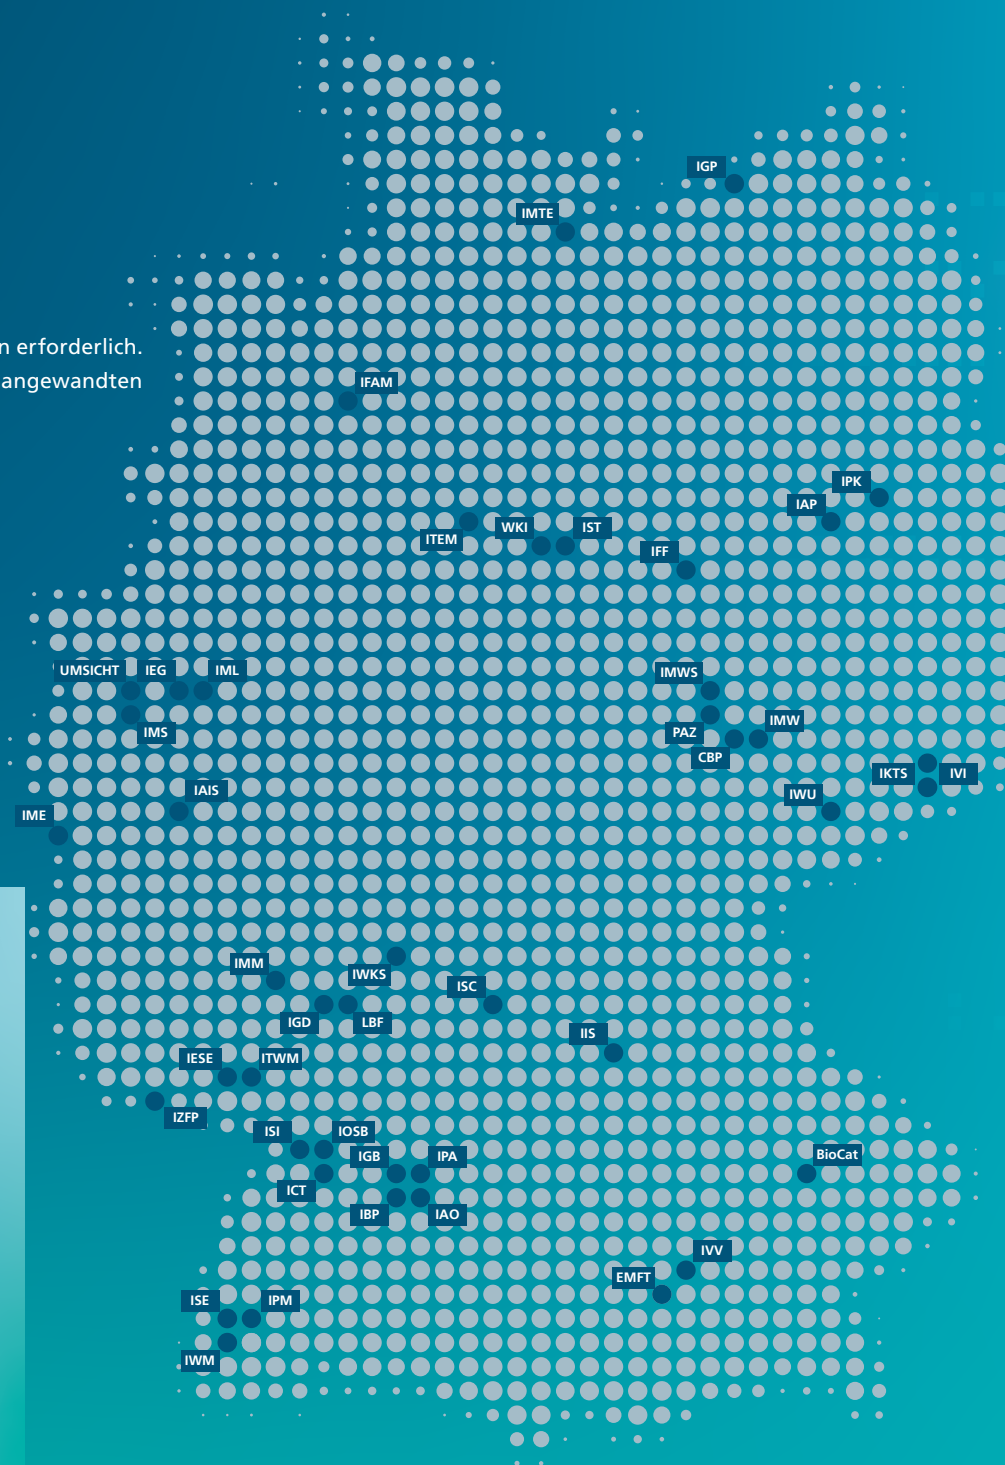 IGP
IMTE
n erforderlich.
angewandten
IFAM
IPK
IAP
WKI
IST
ITEM
IFF
UMSICHT
IEG
IML
IMWS
IMS
PAZ
IMW
CBP
IKTS
IVI
IAIS
IWU
IME
IMM
IWKS
ISC
IGD
LBF
IIS
IESE
ITWM
IZFP
ISI
IOSB
IGB
IPA
BioCat
ICT
IBP
IAO
IVV
EMFT
ISE
IPM
IWM